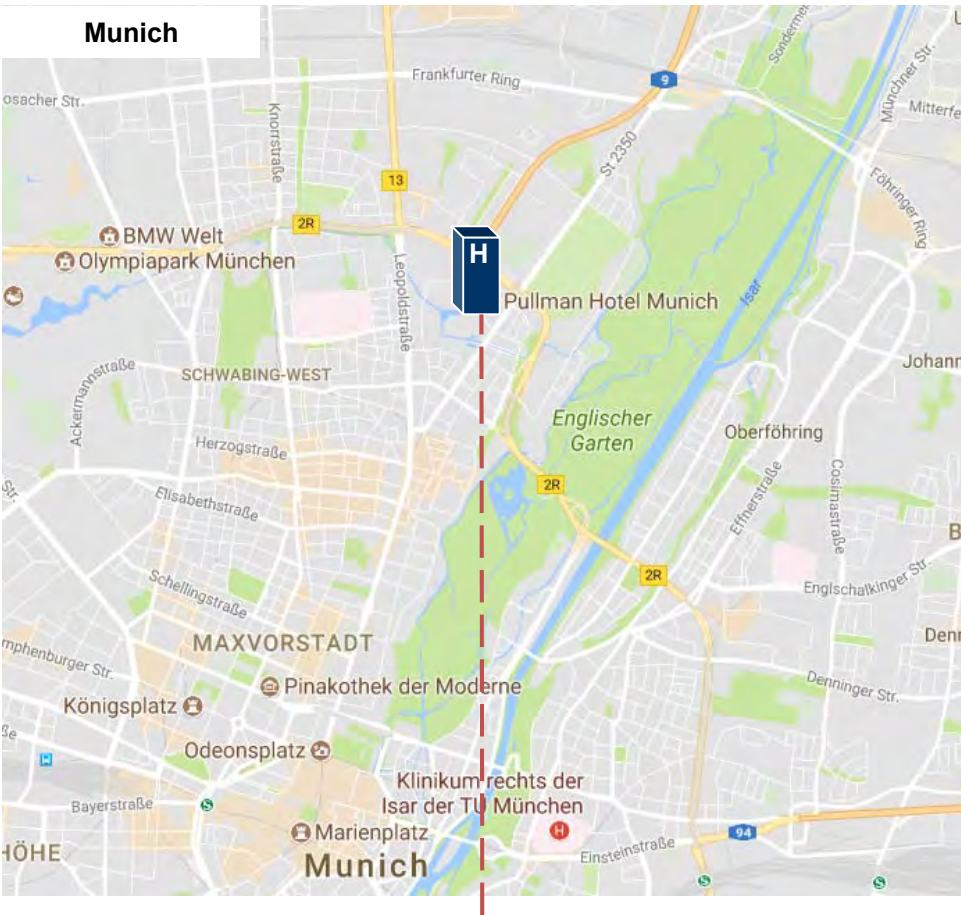 Munich
Frankfurter Ring
9
osacher Str.
Knorrstraße
Münchner Str.
Mitterfe
St 2350
13
Föhringer Ring
2R
BMW Welt
Olympiapark München
H
Leopoldstraße
Isar
Pullman Hotel Munich
Ackermannstraße
SCHWABING-WEST
Johann
Englischer
Garten
Oberföhring
Herzogstraße
Str.
Elisabethstraße
2R
Effnerstraße
Cosimastraße
B
Schellingstraße
2R
Englschalkinger Str.
MAXVORSTADT
Denn
mphenburger Str.
Pinakothek der Moderne
Denninger Str.
Königsplatz
Odeonsplatz
Klinikum rechts der
Isar der TU München
Bayerstraße
S
H
Marienplatz
94
HÖHE
Munich
Einsteinstraße
S
S